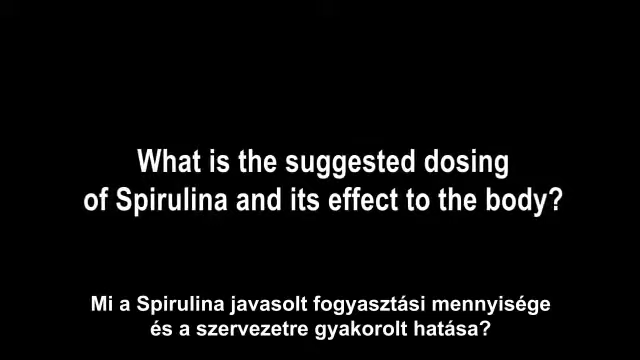 What is the suggested dosing
of Spirulina and its effect to the body?
Mi a Spirulina javasolt fogyasztási mennyisége
és a szervezetre gyakorolt hatása?